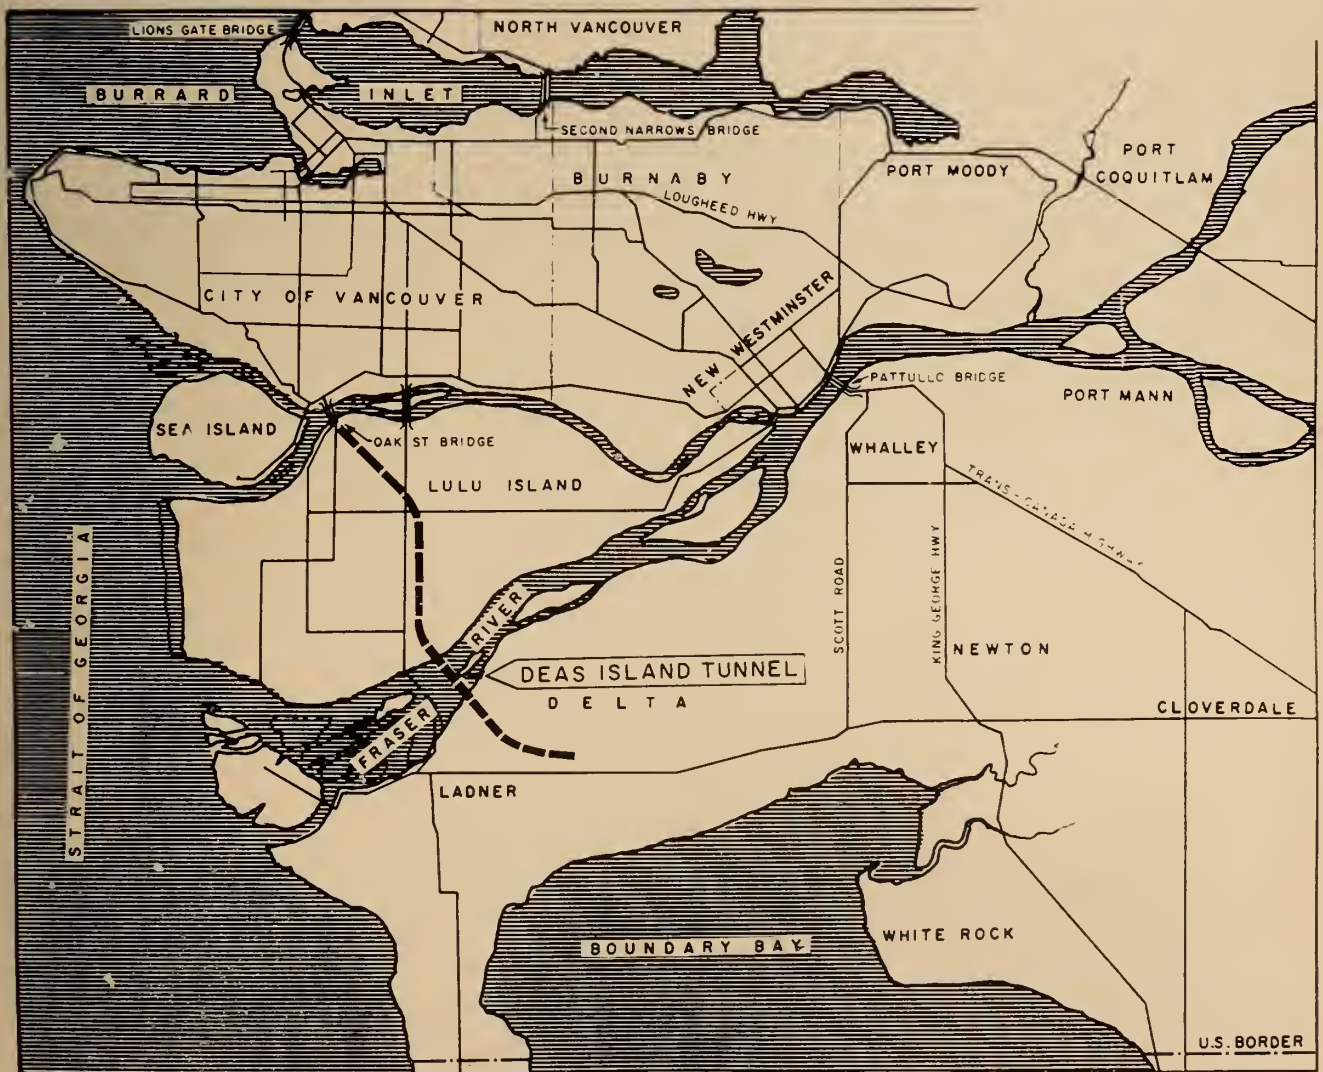 LIONS GATE BRIDGE
NORTH VANCOUVER
BURRARD INLET
SECOND NARROWS BRIDGE
PORT COQUITLAM
PORT MOODY
BURNABY
LOUGHEED HWY
CITY OF VANCOUVER
NEW WESTMINSTER
PATTULLO BRIDGE
PORT MANN
SEA ISLAND
OAK ST BRIDGE
WHALLEY
LULU ISLAND
TRANS-CANADA HIGHWAY
STRAIT OF GEORGIA
SCOTT ROAD
KING GEORGE HWY
NEWTON
FRASER RIVER
DEAS ISLAND TUNNEL
DELTA
CLOVERDALE
LADNER
BOUNDARY BAY
WHITE ROCK
U.S. BORDER